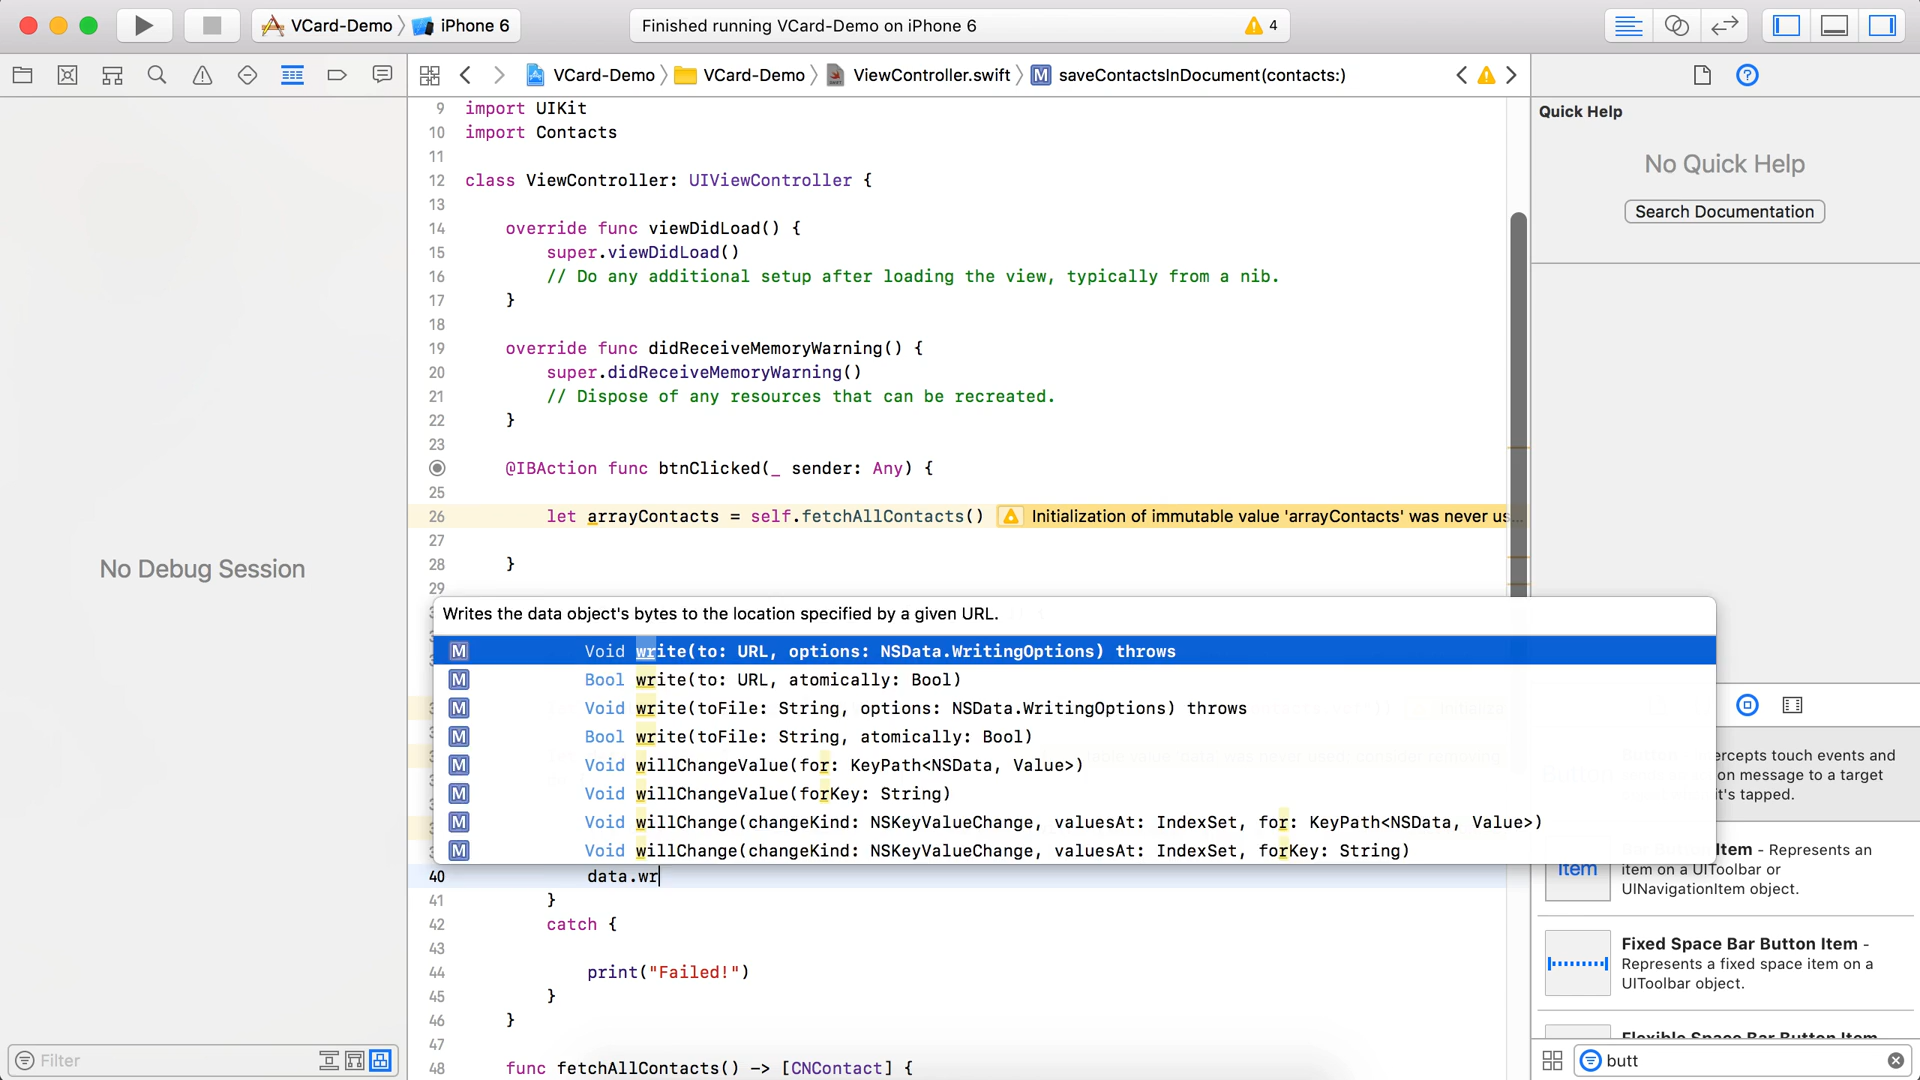 VCard-Demo iPhone 6
Finished running VCard-Demo on iPhone 6
4
VCard-Demo VCard-Demo ViewController.swift M saveContactsInDocument(contacts:)
9 import UIKit
10 import Contacts
11
12 class ViewController: UIViewController {
13
14 override func viewDidLoad() {
15 super.viewDidLoad()
16 // Do any additional setup after loading the view, typically from a nib.
17 }
18
19 override func didReceiveMemoryWarning() {
20 super.didReceiveMemoryWarning()
21 // Dispose of any resources that can be recreated.
22 }
23
@IBAction func btnClicked(_ sender: Any) {
25
26 let arrayContacts = self.fetchAllContacts() Initialization of immutable value 'arrayContacts' was never us...
27
28 }
29
Writes the data object's bytes to the location specified by a given URL.
M Void write(to: URL, options: NSData.WritingOptions) throws
M Bool write(to: URL, atomically: Bool)
M Void write(toFile: String, options: NSData.WritingOptions) throws
M Bool write(toFile: String, atomically: Bool)
M Void willChangeValue(for: KeyPath<NSData, Value>)
M Void willChangeValue(forKey: String)
M Void willChange(changeKind: NSKeyValueChange, valuesAt: IndexSet, for: KeyPath<NSData, Value>)
M Void willChange(changeKind: NSKeyValueChange, valuesAt: IndexSet, forKey: String)
40 data.wr
41 }
42 catch {
43
44 print("Failed!")
45 }
46 }
47
48 func fetchAllContacts() -> [CNContact] {
No Debug Session
Filter
Quick Help
No Quick Help
Search Documentation
ercepts touch events and
on message to a target
it's tapped.
Item - Represents an
item on a UIToolbar or
UINavigationItem object.
Item
Fixed Space Bar Button Item -
Represents a fixed space item on a
UIToolbar object.
Flexible Space Bar Button Item
butt